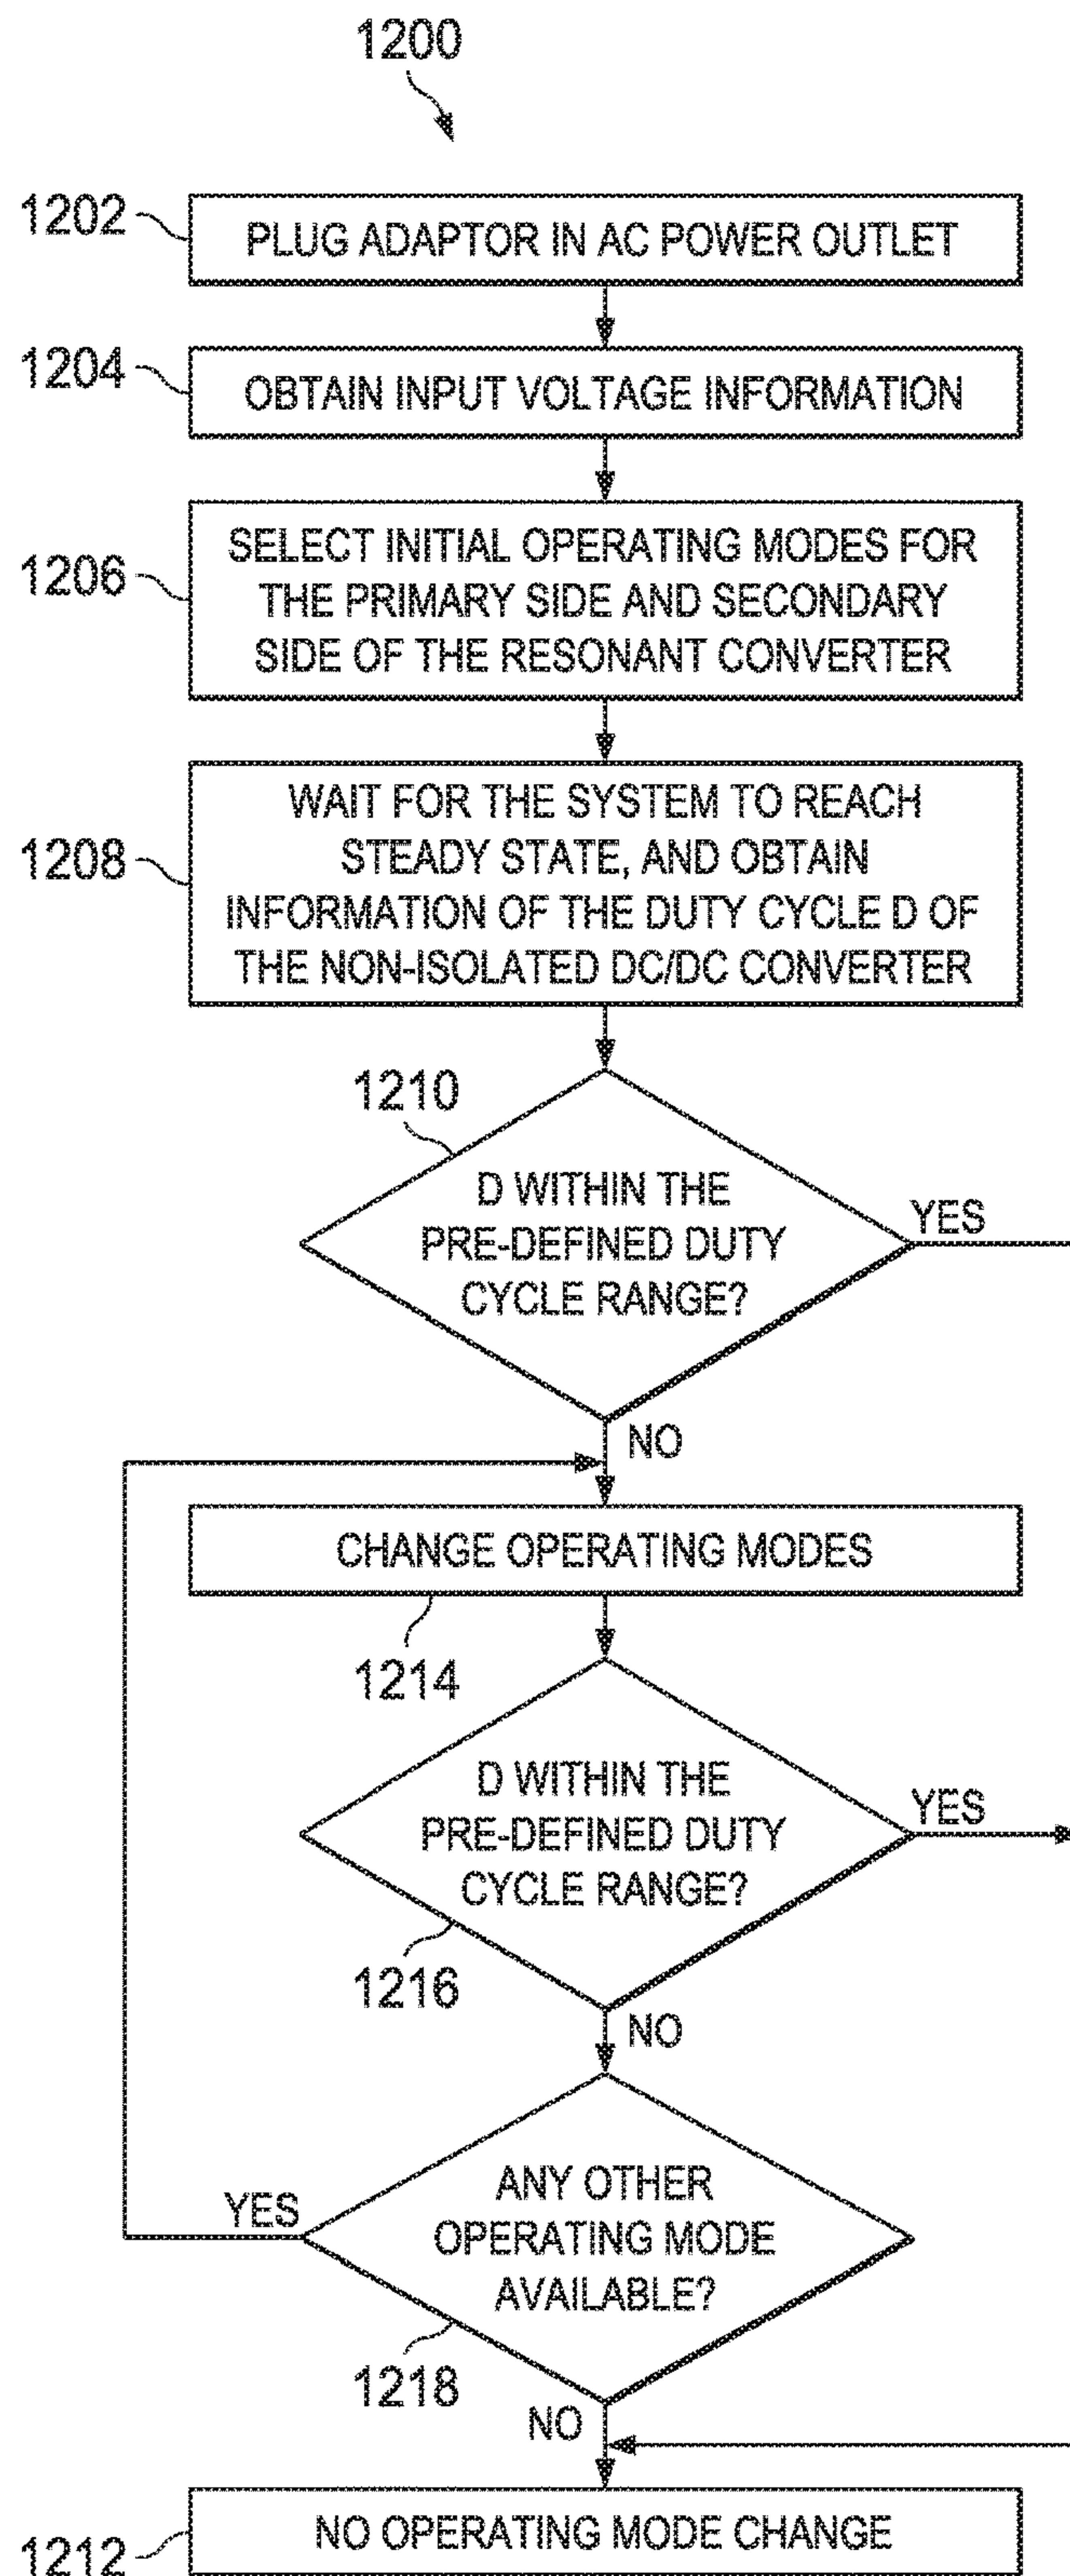 1200
1202
PLUG ADAPTOR IN AC POWER OUTLET
1204
OBTAIN INPUT VOLTAGE INFORMATION
1206
SELECT INITIAL OPERATING MODES FOR
THE PRIMARY SIDE AND SECONDARY
SIDE OF THE RESONANT CONVERTER
1208
WAIT FOR THE SYSTEM TO REACH
STEADY STATE, AND OBTAIN
INFORMATION OF THE DUTY CYCLE D OF
THE NON-ISOLATED DC/DC CONVERTER
1210
D WITHIN THE
PRE-DEFINED DUTY
CYCLE RANGE?
YES
NO
CHANGE OPERATING MODES
1214
D WITHIN THE
PRE-DEFINED DUTY
CYCLE RANGE?
YES
1216
NO
ANY OTHER
OPERATING MODE
AVAILABLE?
YES
1218
NO
NO OPERATING MODE CHANGE
1212